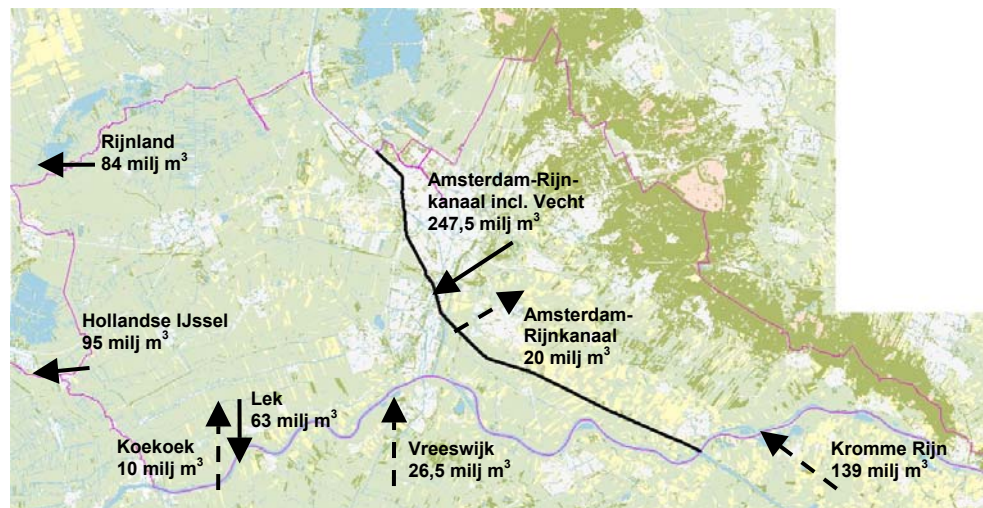 Rijnland
84 milj m³
Amsterdam-Rijn-
kanaal incl. Vecht
247,5 milj m³
Hollandse IJssel
95 milj m³
Amsterdam-
Rijnkanaal
20 milj m³
Lek
63 milj m³
Koekoek
10 milj m³
Vreeswijk
26,5 milj m³
Kromme Rijn
139 milj m³